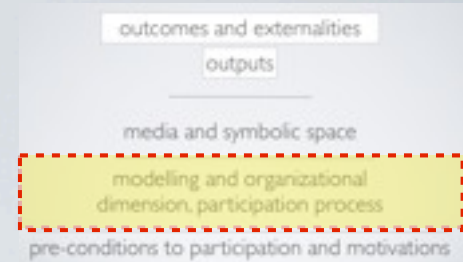 outcomes and externalities
outputs
media and symbolic space
modelling and organizational
dimension, participation process
pre-conditions to participation and motivations